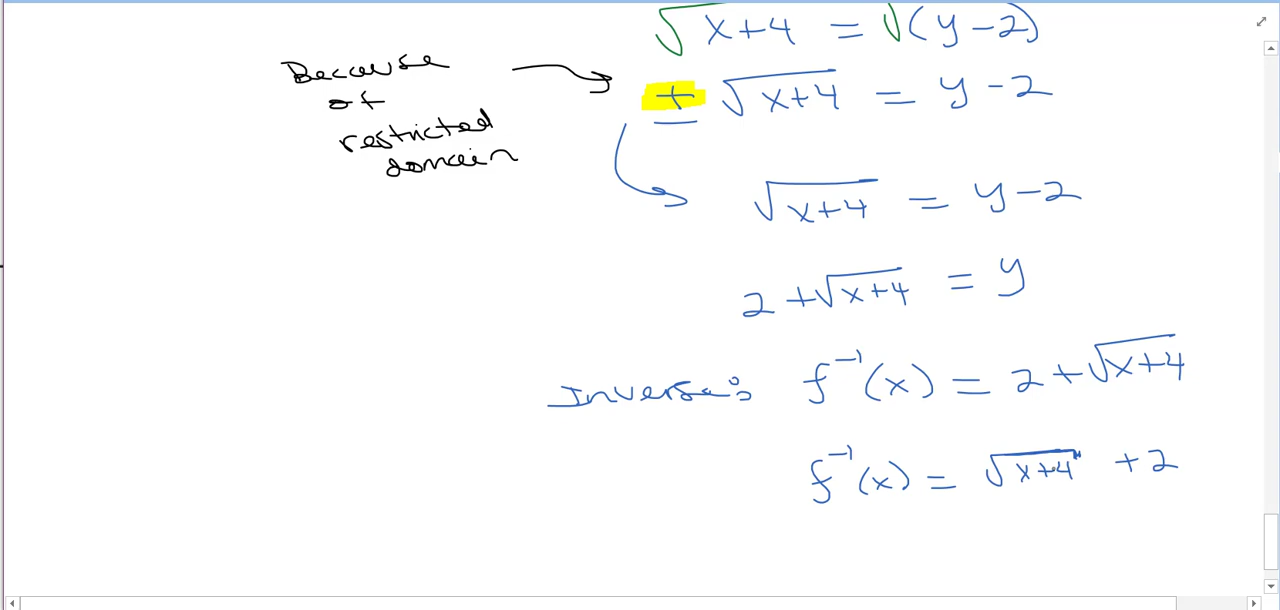 √x+4 = √(y-2)
Because of restricted domain → ± √x+4 = y-2
√x+4 = y-2
2+√x+4 = y
Inverse: f⁻¹(x) = 2+√x+4
f⁻¹(x) = √x+4 +2